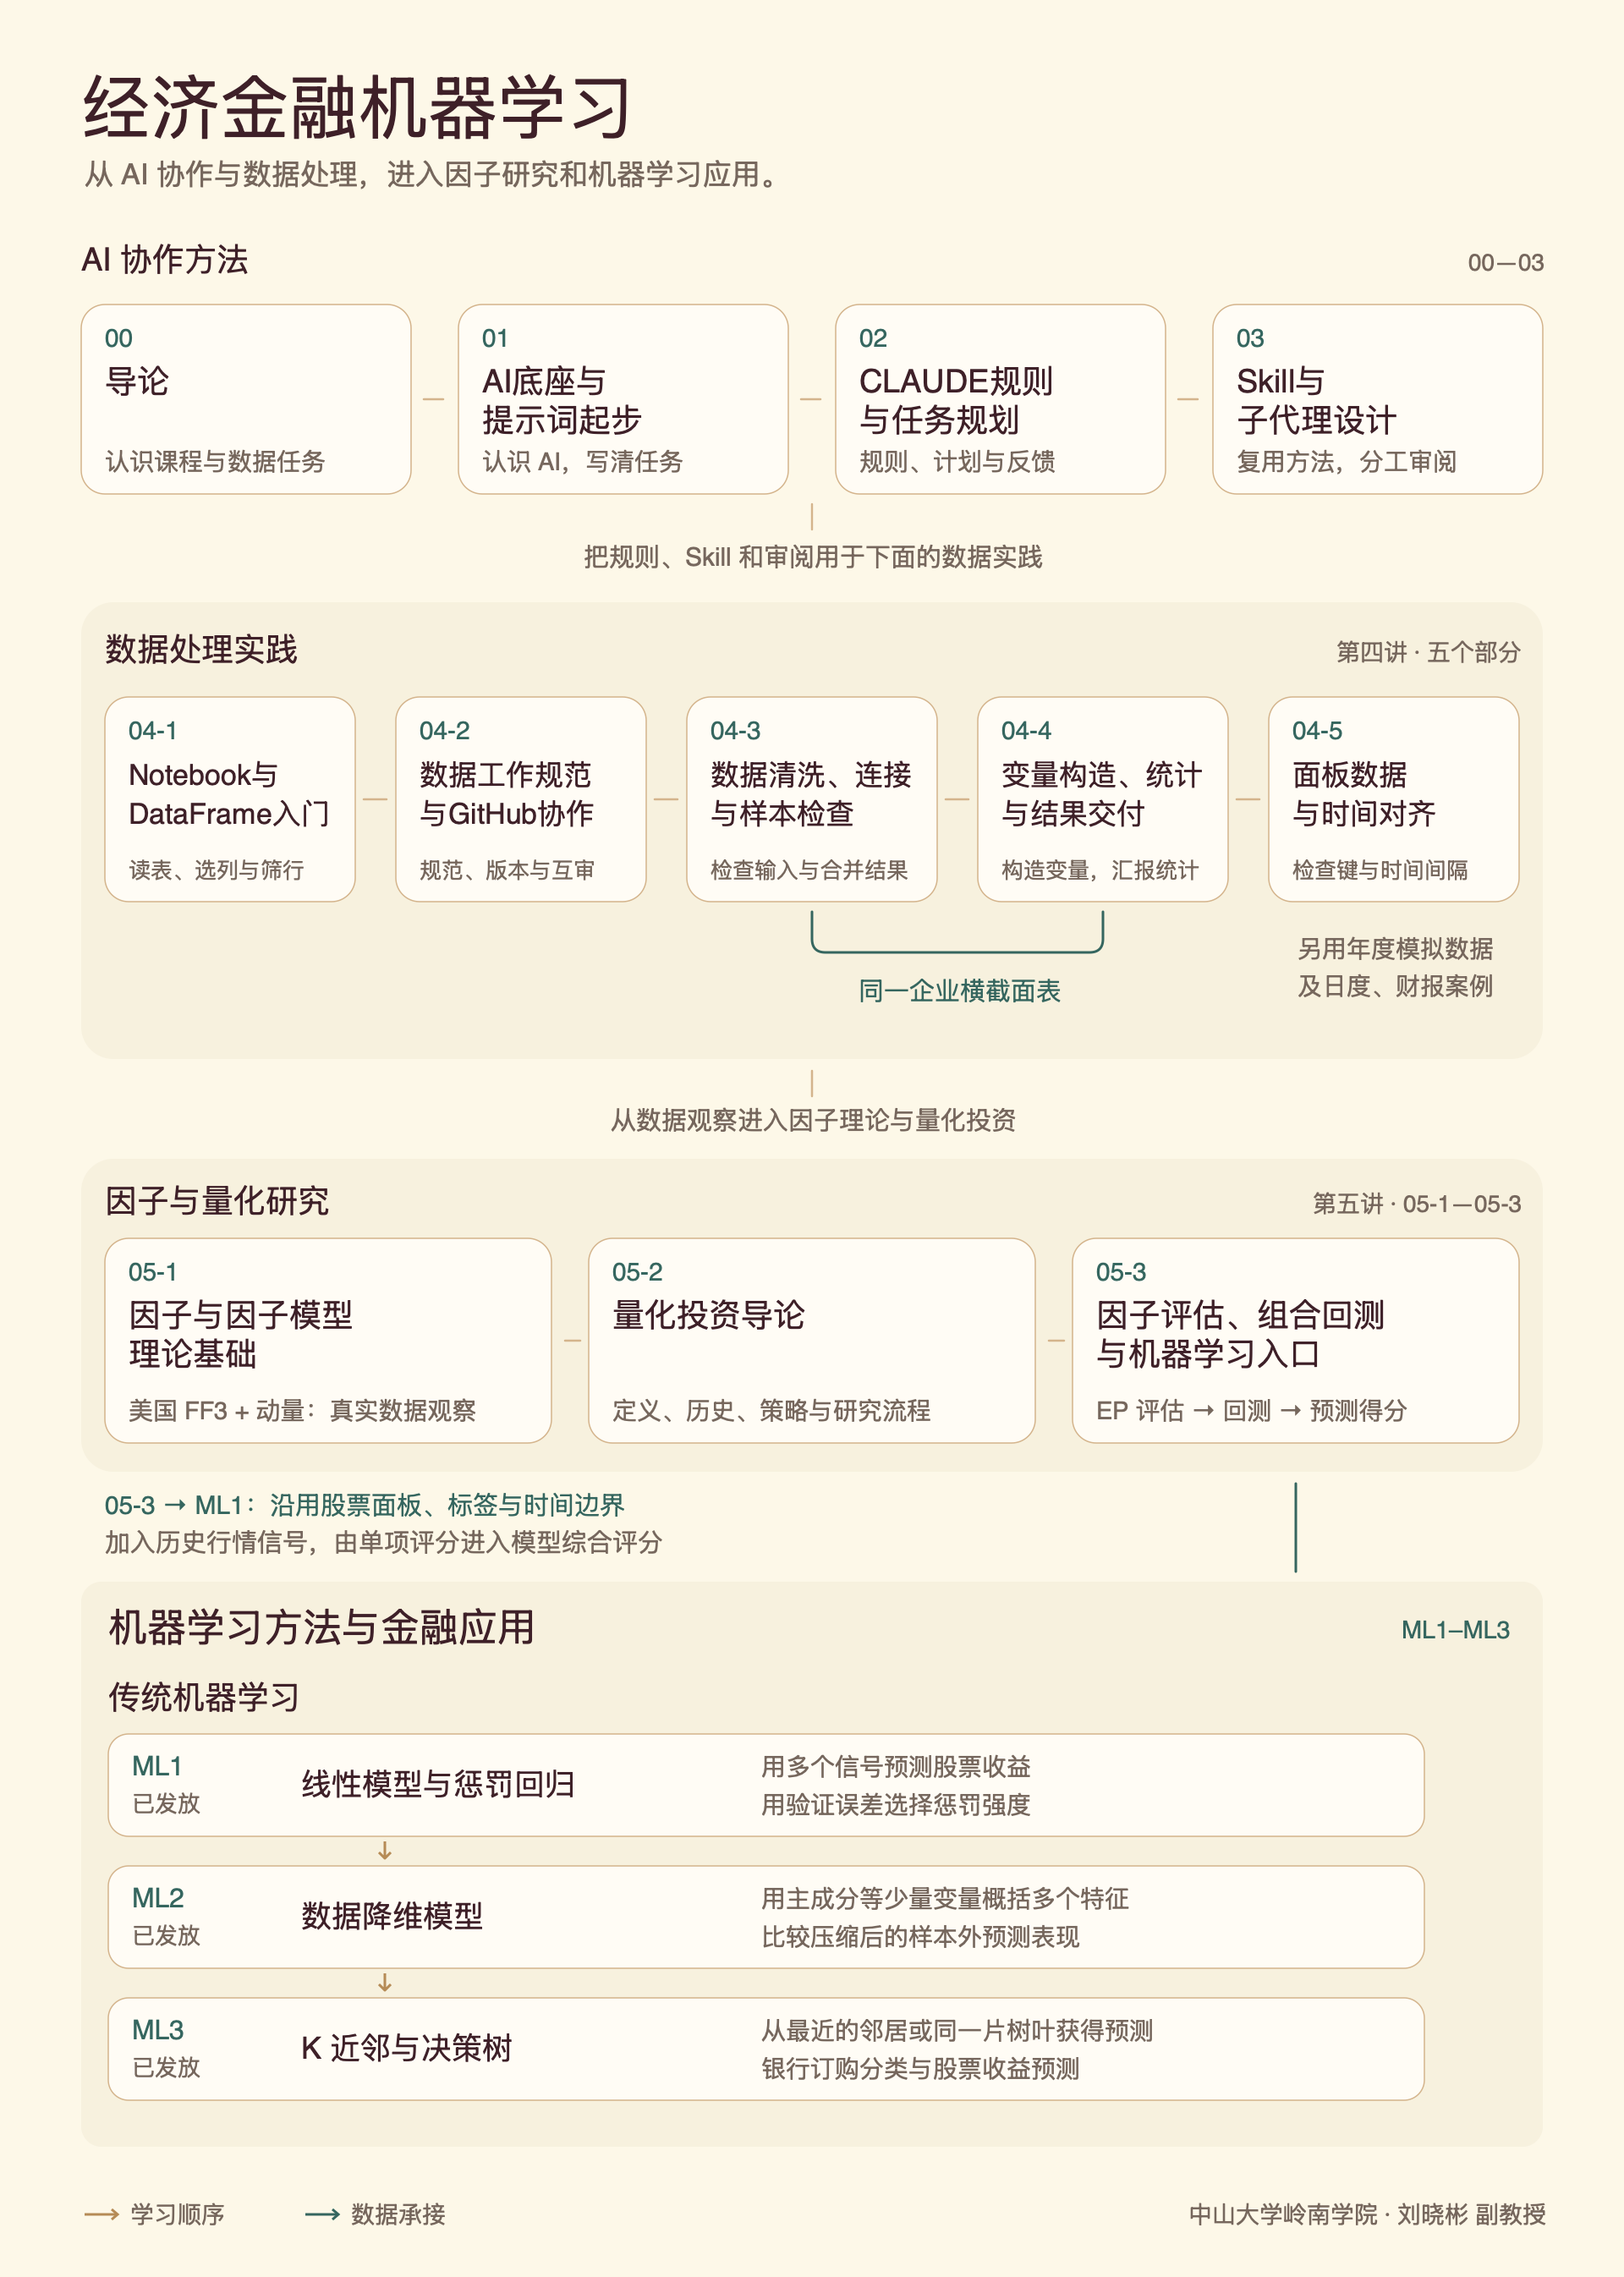 经济金融机器学习
从 AI 协作与数据处理，进入因子研究和机器学习应用。
AI 协作方法
00—03
00
导论
认识课程与数据任务
01
AI底座与
提示词起步
认识 AI，写清任务
02
CLAUDE规则
与任务规划
规则、计划与反馈
03
Skill与
子代理设计
复用方法，分工审阅
把规则、Skill 和审阅用于下面的数据实践
数据处理实践
第四讲 · 五个部分
04-1
Notebook与
DataFrame入门
读表、选列与筛行
04-2
数据工作规范
与GitHub协作
规范、版本与互审
04-3
数据清洗、连接
与样本检查
检查输入与合并结果
04-4
变量构造、统计
与结果交付
构造变量，汇报统计
04-5
面板数据
与时间对齐
检查键与时间间隔
同一企业横截面表
另用年度模拟数据
及日度、财报案例
从数据观察进入因子理论与量化投资
因子与量化研究
第五讲 · 05-1—05-3
05-1
因子与因子模型
理论基础
美国 FF3 + 动量：真实数据观察
05-2
量化投资导论
定义、历史、策略与研究流程
05-3
因子评估、组合回测
与机器学习入口
EP 评估 → 回测 → 预测得分
05-3 → ML1：沿用股票面板、标签与时间边界
加入历史行情信号，由单项评分进入模型综合评分
机器学习方法与金融应用
ML1–ML3
传统机器学习
ML1
已发放
线性模型与惩罚回归
用多个信号预测股票收益
用验证误差选择惩罚强度
ML2
已发放
数据降维模型
用主成分等少量变量概括多个特征
比较压缩后的样本外预测表现
ML3
已发放
K 近邻与决策树
从最近的邻居或同一片树叶获得预测
银行订购分类与股票收益预测
学习顺序
数据承接
中山大学岭南学院 · 刘晓彬 副教授